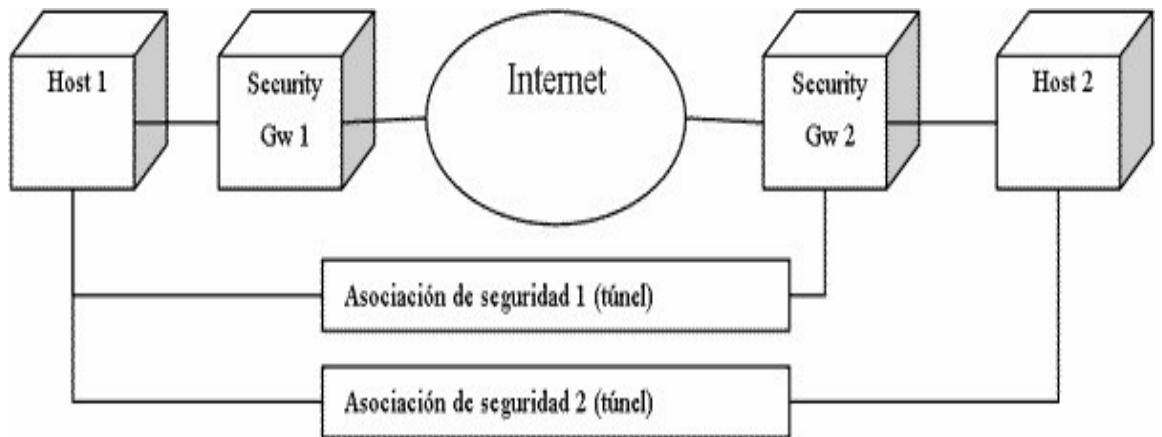 Host 1
Security
Gw 1
Internet
Security
Gw 2
Host 2
Asociación de seguridad 1 (túnel)
Asociación de seguridad 2 (túnel)